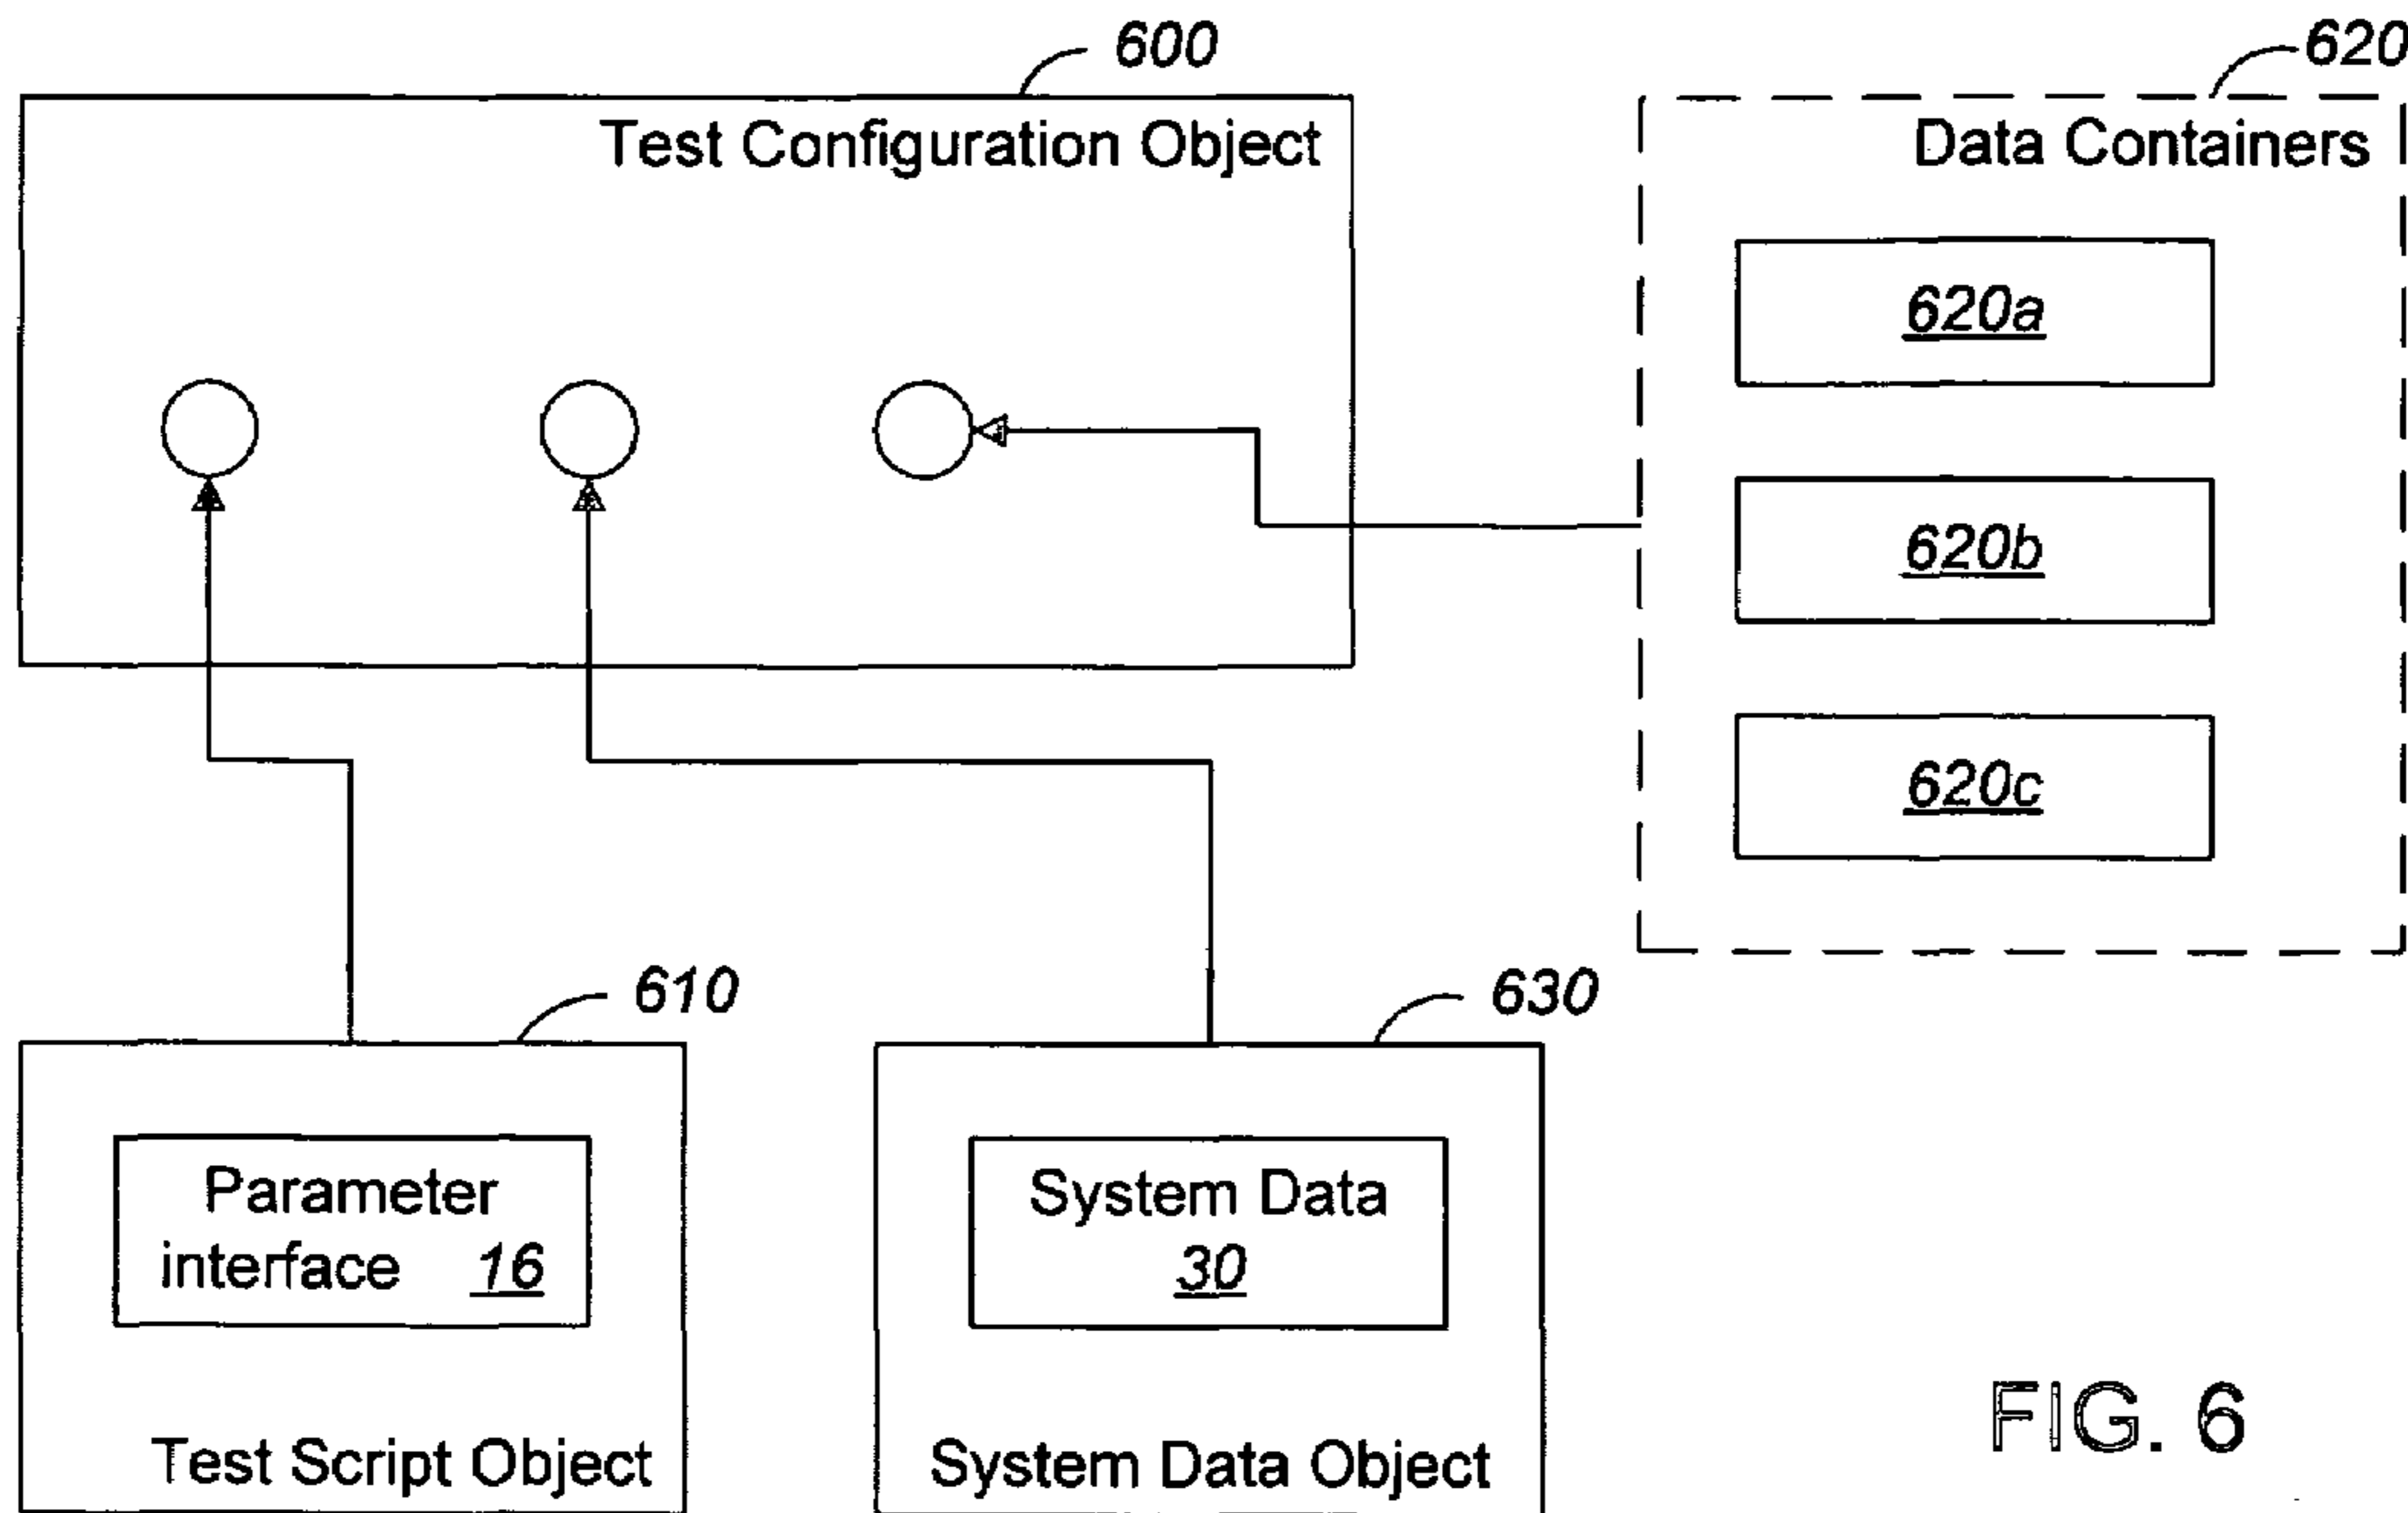 600
620
Test Configuration Object
Data Containers
620a
620b
620c
610
630
Parameter
interface 16
System Data
30
Test Script Object
System Data Object
FIG. 6